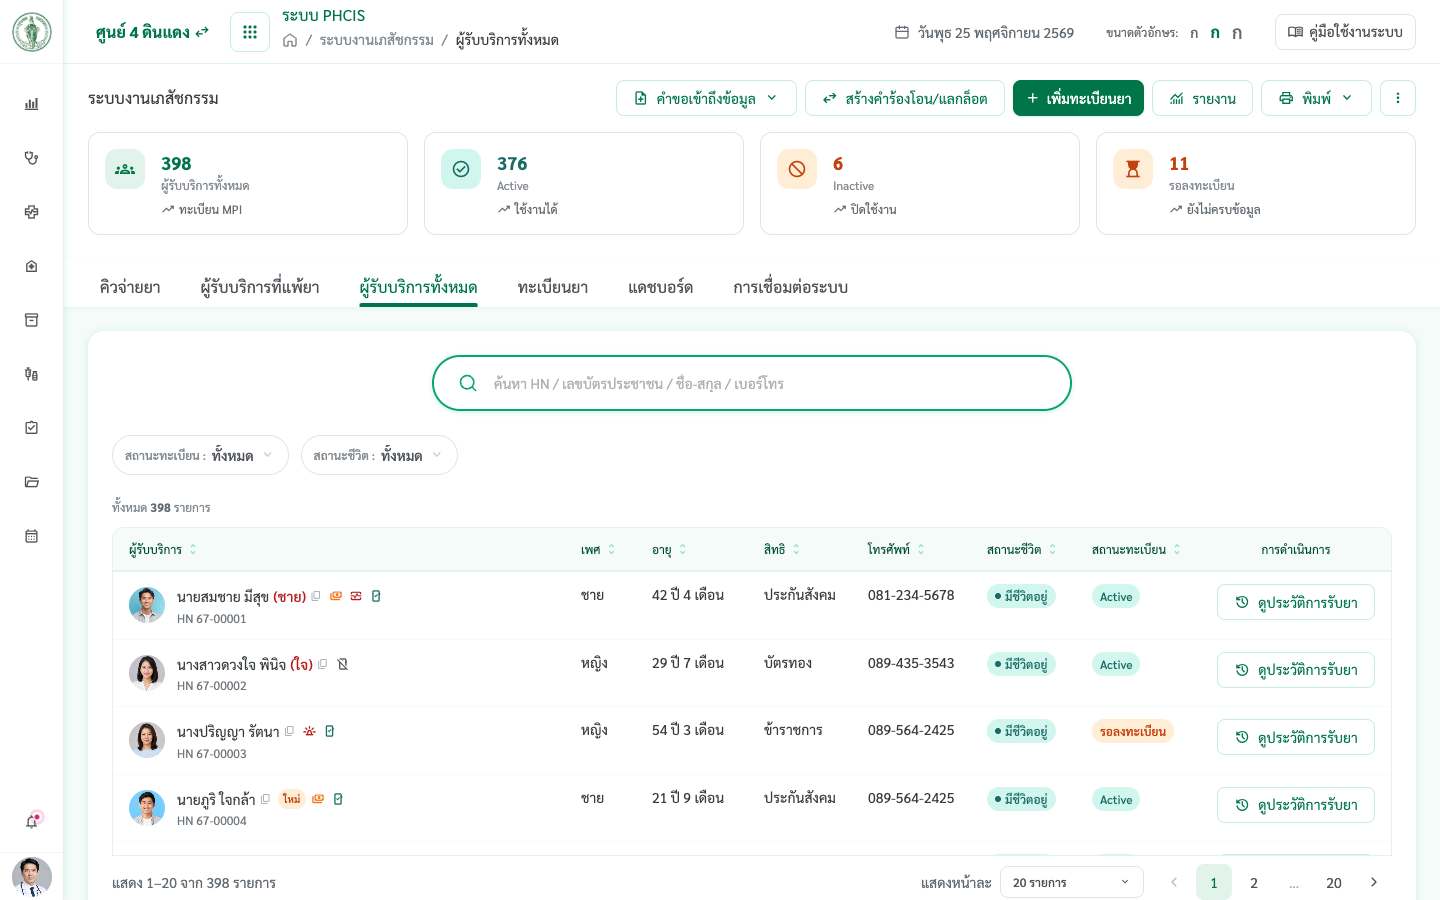 ศูนย์ 4 ดินแดง
ระบบ PHCIS
/ ระบบงานเภสัชกรรม / ผู้รับบริการทั้งหมด
วันพุธ 25 พฤศจิกายน 2569
ขนาดตัวอักษร: ก ก ก
คู่มือใช้งานระบบ
ระบบงานเภสัชกรรม
คำขอเข้าถึงข้อมูล
สร้างคำร้องโอน/แลกล็อต
+ เพิ่มทะเบียนยา
รายงาน
พิมพ์
398
ผู้รับบริการทั้งหมด
ทะเบียน MPI
376
Active
ใช้งานได้
6
Inactive
ปิดใช้งาน
11
รอลงทะเบียน
ยังไม่ครบข้อมูล
คิวจ่ายยา ผู้รับบริการที่แพ้ยา ผู้รับบริการทั้งหมด ทะเบียนยา แดชบอร์ด การเชื่อมต่อระบบ
ค้นหา HN / เลขบัตรประชาชน / ชื่อ-สกุล / เบอร์โทร
สถานะทะเบียน : ทั้งหมด
สถานะชีวิต : ทั้งหมด
ทั้งหมด 398 รายการ
ผู้รับบริการ เพศ อายุ สิทธิ โทรศัพท์ สถานะชีวิต สถานะทะเบียน การดำเนินการ
นายสมชาย มีสุข (ชาย) ชาย 42 ปี 4 เดือน ประกันสังคม 081-234-5678 มีชีวิตอยู่ Active ดูประวัติการรับยา
HN 67-00001
นางสาวดวงใจ พินิจ (ใจ) หญิง 29 ปี 7 เดือน บัตรทอง 089-435-3543 มีชีวิตอยู่ Active ดูประวัติการรับยา
HN 67-00002
นางปริญญา รัตนา หญิง 54 ปี 3 เดือน ข้าราชการ 089-564-2425 มีชีวิตอยู่ รอลงทะเบียน ดูประวัติการรับยา
HN 67-00003
นายภูริ ใจกล้า ใหม่ ชาย 21 ปี 9 เดือน ประกันสังคม 089-564-2425 มีชีวิตอยู่ Active ดูประวัติการรับยา
HN 67-00004
แสดง 1–20 จาก 398 รายการ
แสดงหน้าละ 20 รายการ
1 2 ... 20